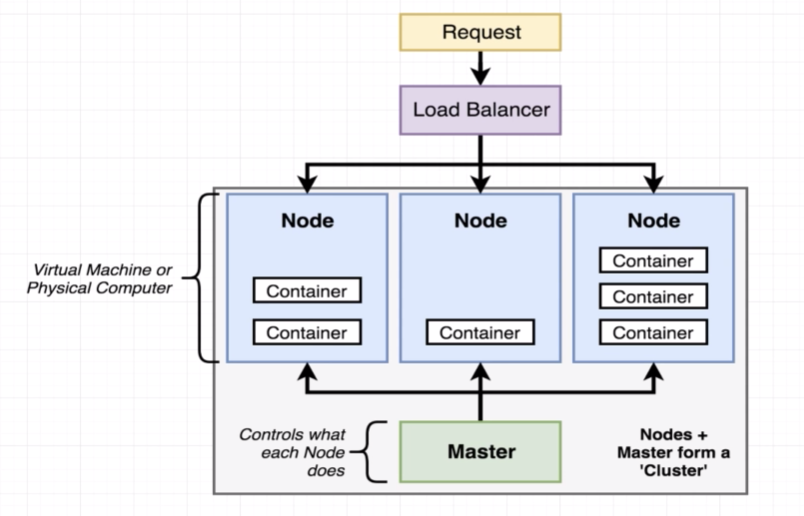 Request
Load Balancer
Node
Node
Node
Container
Container
Container
Container
Container
Container
Virtual Machine or
Physical Computer
Controls what
each Node
does
Master
Nodes +
Master form a
'Cluster'